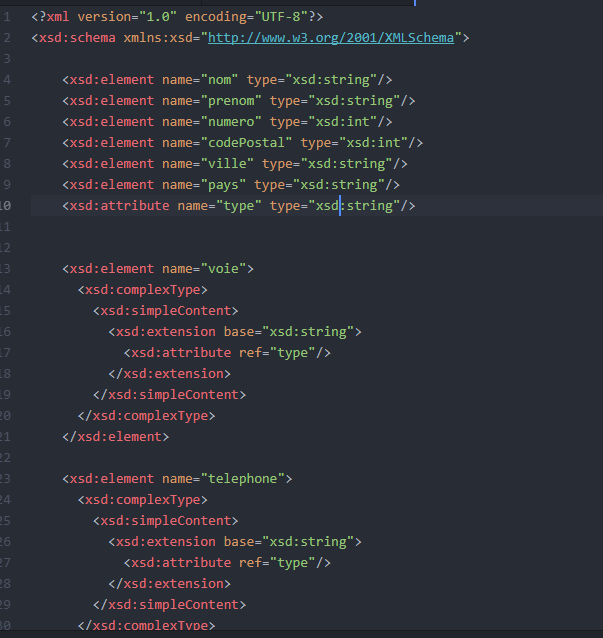 1 <?xml version="1.0" encoding="UTF-8"?>
2 <xsd:schema xmlns:xsd="http://www.w3.org/2001/XMLSchema">
3
4 <xsd:element name="nom" type="xsd:string"/>
5 <xsd:element name="prenom" type="xsd:string"/>
6 <xsd:element name="numero" type="xsd:int"/>
7 <xsd:element name="codePostal" type="xsd:int"/>
8 <xsd:element name="ville" type="xsd:string"/>
9 <xsd:element name="pays" type="xsd:string"/>
10 <xsd:attribute name="type" type="xsd:string"/>
11
12
13 <xsd:element name="voie">
14 <xsd:complexType>
15 <xsd:simpleContent>
16 <xsd:extension base="xsd:string">
17 <xsd:attribute ref="type"/>
18 </xsd:extension>
19 </xsd:simpleContent>
20 </xsd:complexType>
21 </xsd:element>
22
23 <xsd:element name="telephone">
24 <xsd:complexType>
25 <xsd:simpleContent>
26 <xsd:extension base="xsd:string">
27 <xsd:attribute ref="type"/>
28 </xsd:extension>
29 </xsd:simpleContent>
30 </xsd:complexType>